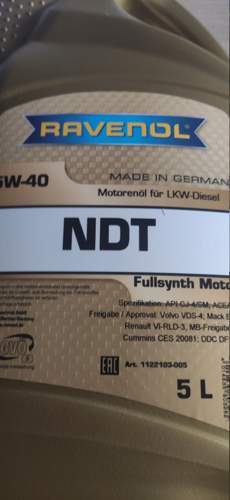 RAVENOL®
MADE IN GERMAN
5W-40
Motorenöl für LKW-Diesel
NDT
Fullsynth Moto
Spezifikation: API CJ-4/SM; ACEA
Freigabe / Approval: Volvo VDS-4; Mack E
Renault VI-RLD-3, MB-Freigabe
Cummins CES 20081; DDC DF
EAC Art. 1122103-005
5 L